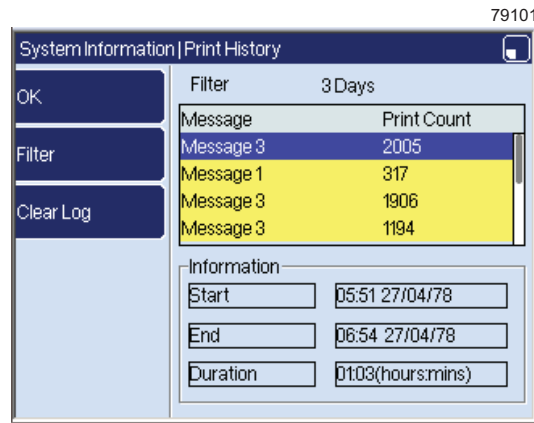 79101
System Information | Print History
OK
Filter
Clear Log
Filter 3 Days
Message Print Count
Message 3 2005
Message 1 317
Message 3 1906
Message 3 1194
Information
Start 05:51 27/04/78
End 06:54 27/04/78
Duration 01:03(hours:mins)